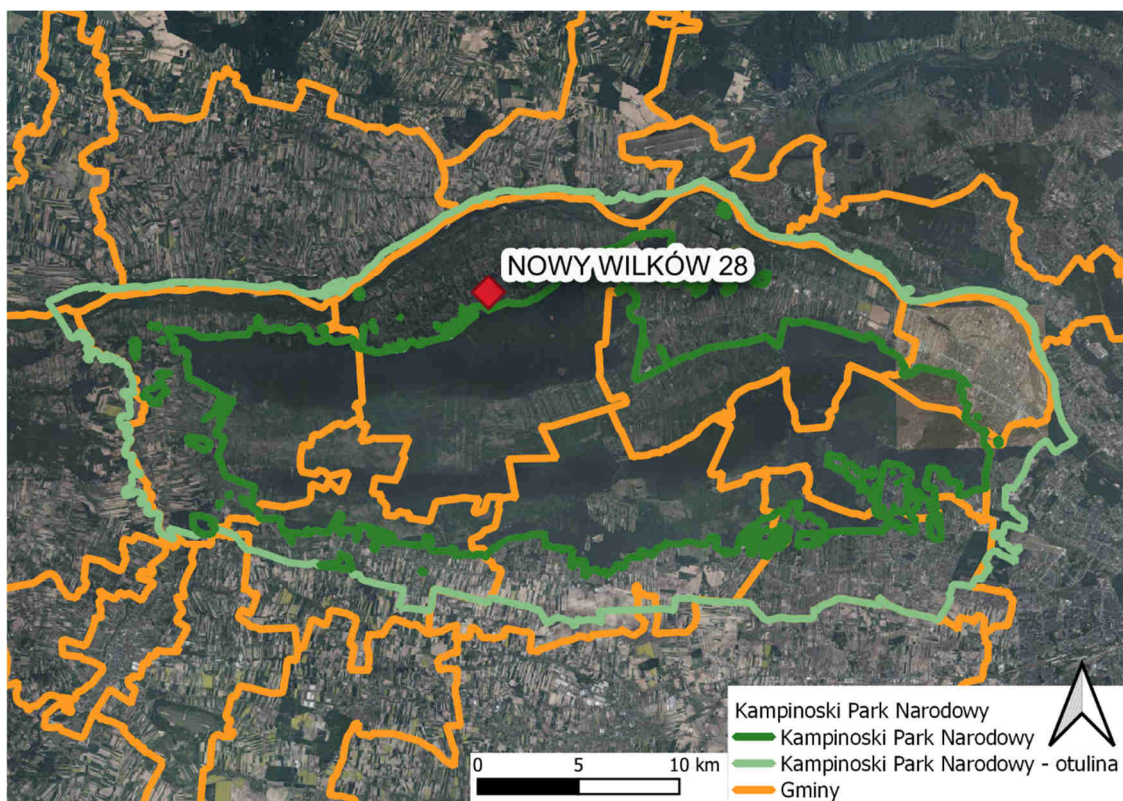 NOWY WILKÓW 28
Kampinoski Park Narodowy
Kampinoski Park Narodowy
Kampinoski Park Narodowy - otulina
Gminy
0 5 10 km